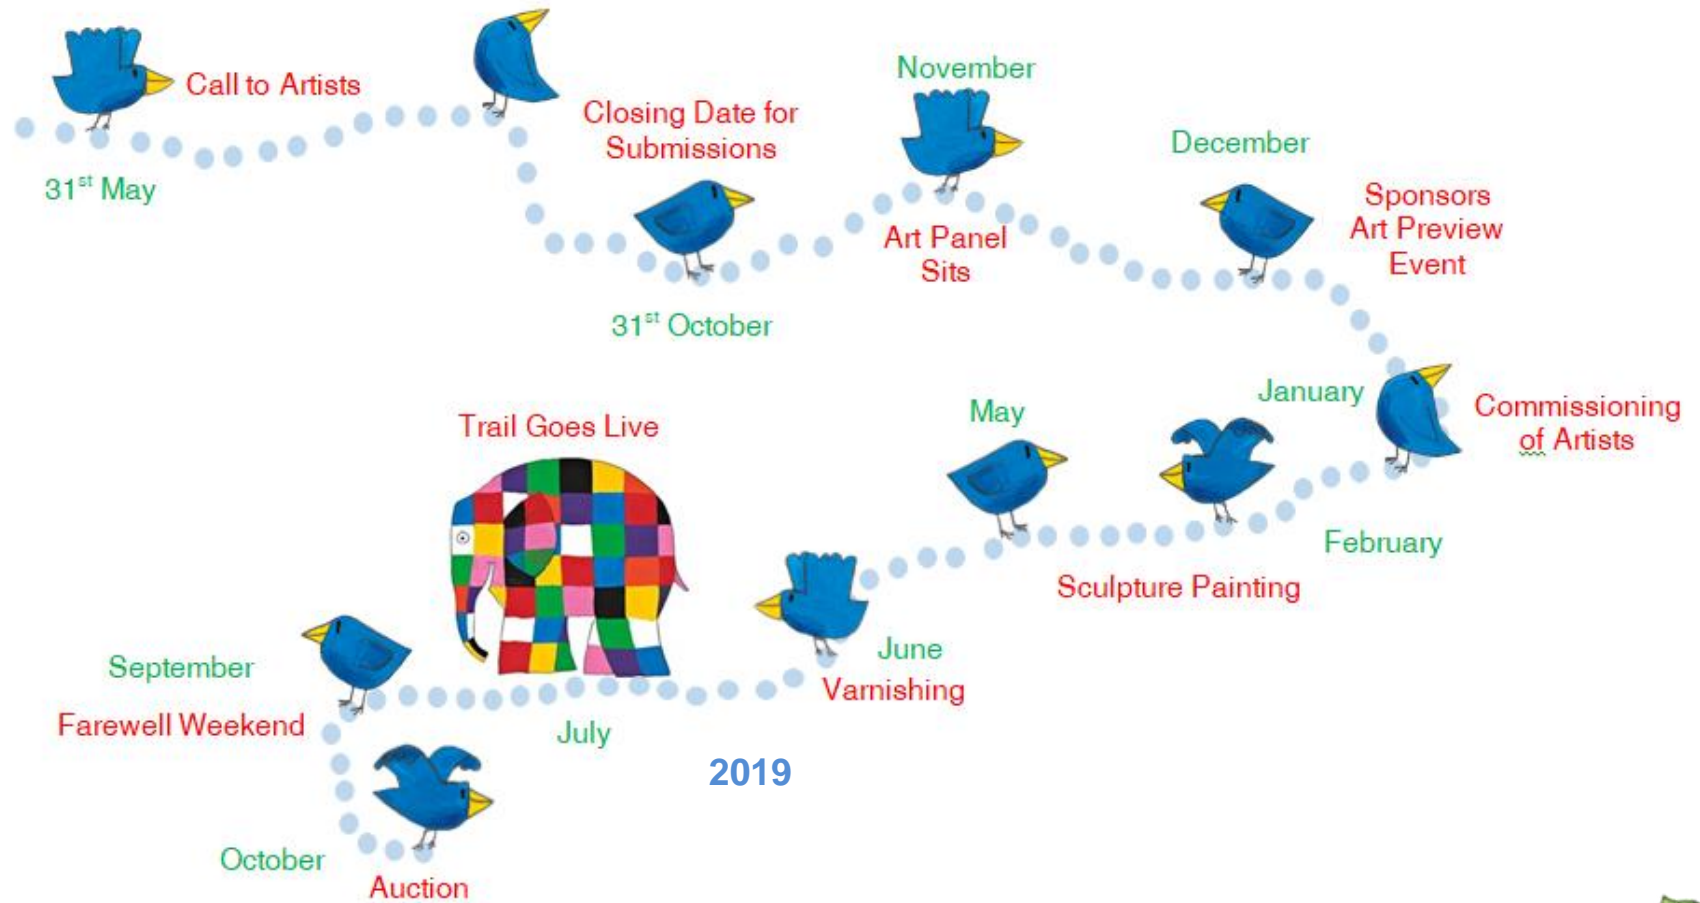 Call to Artists
31st May
Closing Date for
Submissions
31st October
November
Art Panel
Sits
December
Sponsors
Art Preview
Event
January
Commissioning
of Artists
February
May
Sculpture Painting
June
Varnishing
Trail Goes Live
July
2019
September
Farewell Weekend
October
Auction